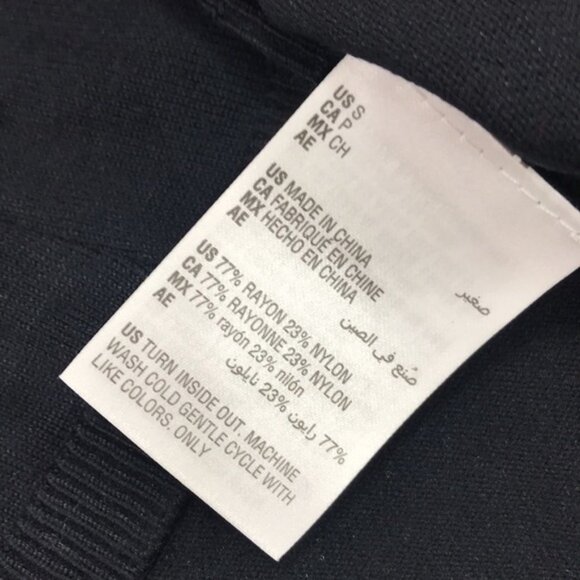 US S
CA P
MX CH
AE صغير
US MADE IN CHINA
CA FABRIQUÉ EN CHINE
MX HECHO EN CHINA
AE صُنع في الصين
US 77% RAYON 23% NYLON
CA 77% RAYONNE 23% NYLON
MX 77% rayón 23% nilón
AE 77% رايون 23% نايلون
US TURN INSIDE OUT. MACHINE
WASH COLD GENTLE CYCLE WITH
LIKE COLORS. ONLY